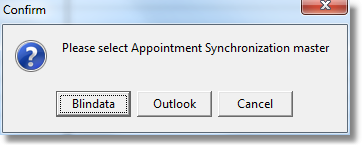 Confirm
Please select Appointment Synchronization master
Blindata
Outlook
Cancel